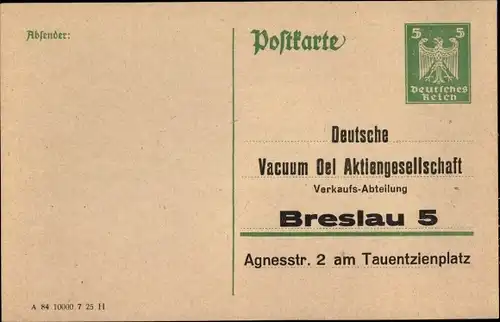 Absender:
Postkarte
5 5
Deutsches
Reich
Deutsche
Vacuum Oel Aktiengesellschaft
Verkaufs-Abteilung
Breslau 5
Agnesstr. 2 am Tauentzienplatz
A 84 10000 7 25 H